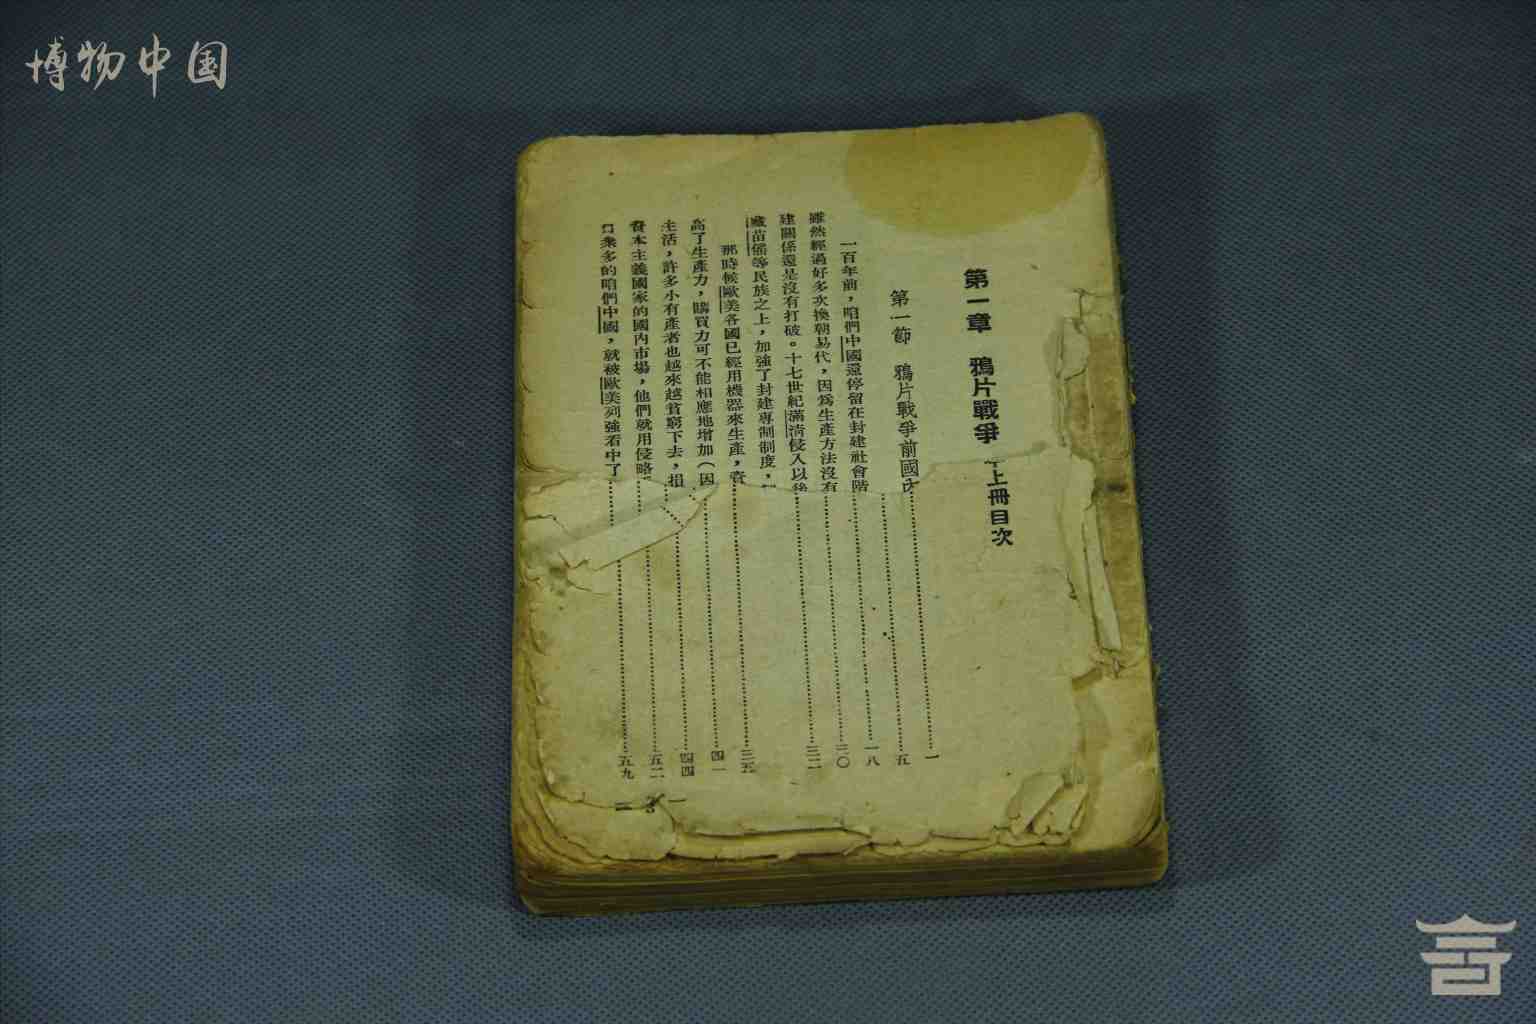 博物中国
第一章 鴉片戰爭
上冊目次
第一節 鴉片戰爭前國
一百年前，咱們中國還停留在封建社會階
雖然經過好多次換朝易代，因爲生產方法沒有
建關係還是沒有打破。十七世紀滿清侵入以後
藏苗傜等民族之上，加強了封建專制制度，
那時候歐美各國已經用機器來生產，資
高了生產力，購買力可不能相應地增加（因
生活，許多小有產者也越來越貧窮下去，損
資本主義國家的國內市場，他們就用侵略
口衆多的咱們中國，就被歐美列強看中了
一
五
一八
三〇
三二
三五
四一
四四
五二
五九